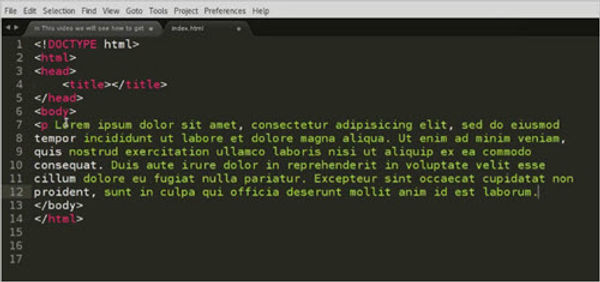 File Edit Selection Find View Goto Tools Project Preferences Help
In This video we will see how to get
index.html
1 <!DOCTYPE html>
2 <html>
3 <head>
4 <title></title>
5 </head>
6 <body>
7 <p Lorem ipsum dolor sit amet, consectetur adipisicing elit, sed do eiusmod
8 tempor incididunt ut labore et dolore magna aliqua. Ut enim ad minim veniam,
9 quis nostrud exercitation ullamco laboris nisi ut aliquip ex ea commodo
10 consequat. Duis aute irure dolor in reprehenderit in voluptate velit esse
11 cillum dolore eu fugiat nulla pariatur. Excepteur sint occaecat cupidatat non
12 proident, sunt in culpa qui officia deserunt mollit anim id est laborum.
13 </body>
14 </html>
15
16
17